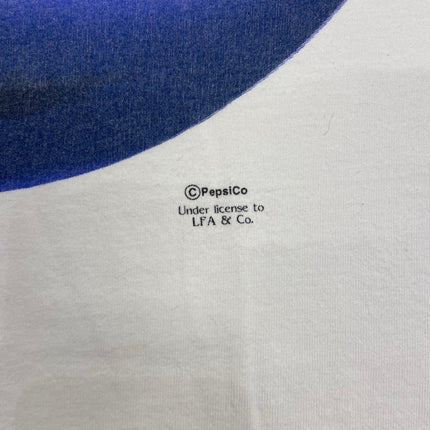 ©PepsiCo
Under license to
LFA & Co.